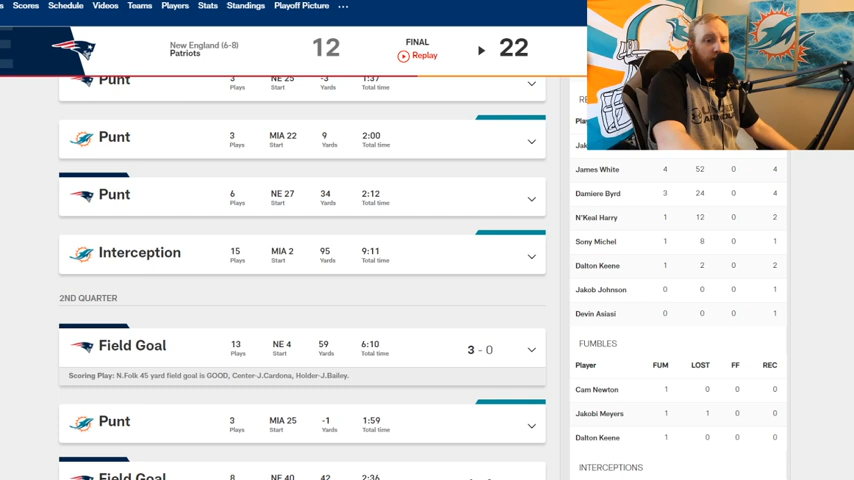 s Scores Schedule Videos Teams Players Stats Standings Playoff Picture ...
New England (6-8)
Patriots
12
FINAL
Replay
22
Punt 3 NE 25 -3 1:37
Plays Start Yards Total time
Punt 3 MIA 22 9 2:00
Plays Start Yards Total time
Punt 6 NE 27 34 2:12
Plays Start Yards Total time
Interception 15 MIA 2 95 9:11
Plays Start Yards Total time
2ND QUARTER
Field Goal 13 NE 4 59 6:10 3 - 0
Plays Start Yards Total time
Scoring Play: N.Folk 45 yard field goal is GOOD, Center-J.Cardona, Holder-J.Bailey.
Punt 3 MIA 25 -1 1:59
Plays Start Yards Total time
Field Goal 8 NE 40 42 2:36
RE
Play
Jak
James White 4 52 0 4
Damiere Byrd 3 24 0 4
N'Keal Harry 1 12 0 2
Sony Michel 1 8 0 1
Dalton Keene 1 2 0 2
Jakob Johnson 0 0 0 1
Devin Asiasi 0 0 0 1
FUMBLES
Player FUM LOST FF REC
Cam Newton 1 0 0 0
Jakobi Meyers 1 1 0 0
Dalton Keene 1 0 0 0
INTERCEPTIONS